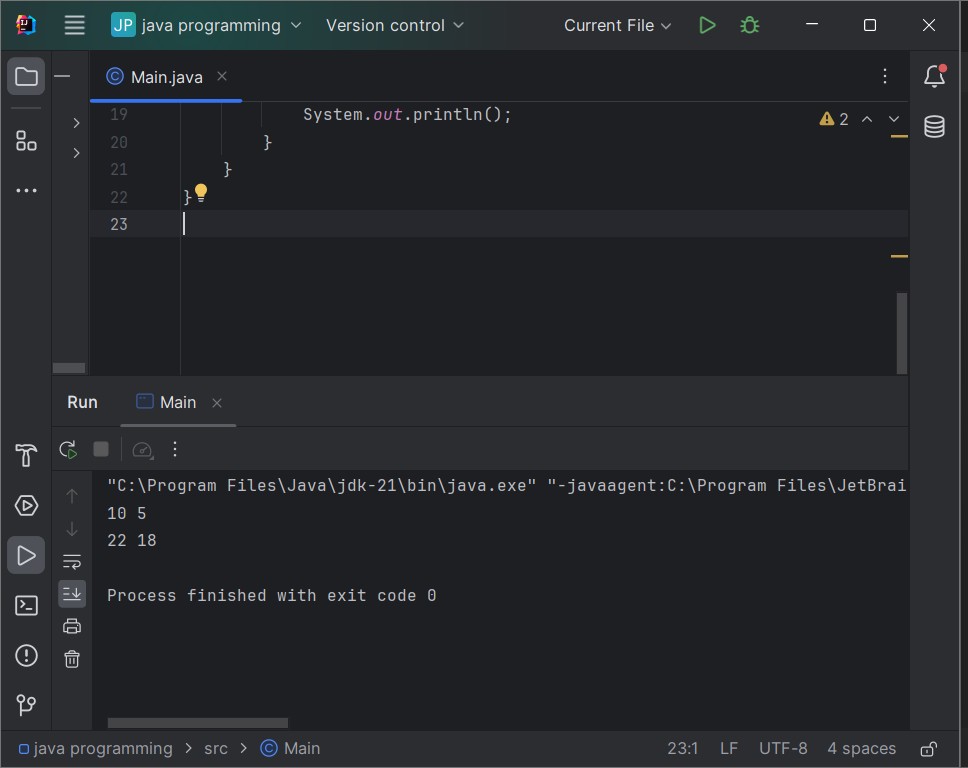 JP java programming Version control Current File
Main.java
19 System.out.println();
2
20 }
21 }
22 }
23
Run Main
"C:\Program Files\Java\jdk-21\bin\java.exe" "-javaagent:C:\Program Files\JetBrai
10 5
22 18
Process finished with exit code 0
java programming > src > Main 23:1 LF UTF-8 4 spaces